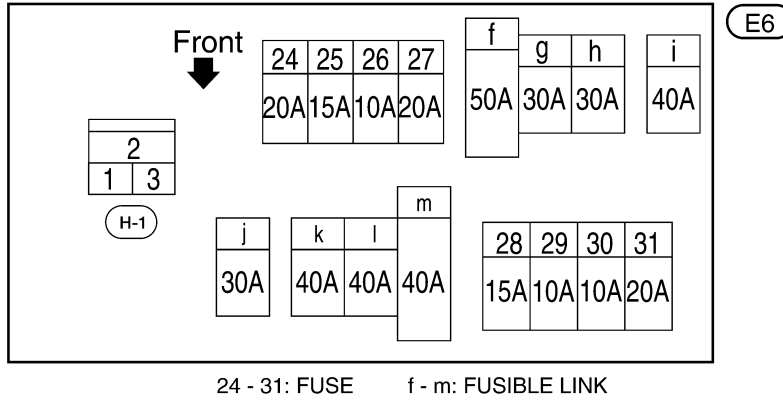 E6
Front
24 25 26 27
20A 15A 10A 20A
f g h i
50A 30A 30A 40A
2
1 3
H-1
j k l m
30A 40A 40A 40A
28 29 30 31
15A 10A 10A 20A
24 - 31: FUSE f - m: FUSIBLE LINK